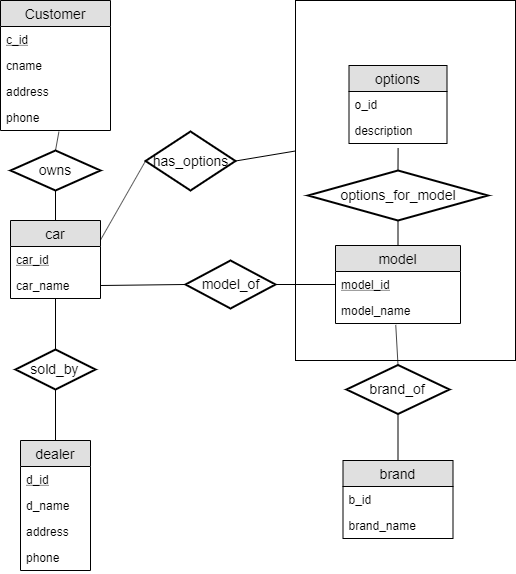 Customer
c_id
cname
address
phone
owns
car
car_id
car_name
sold_by
dealer
d_id
d_name
address
phone
has_options
model_of
options
o_id
description
options_for_model
model
model_id
model_name
brand_of
brand
b_id
brand_name